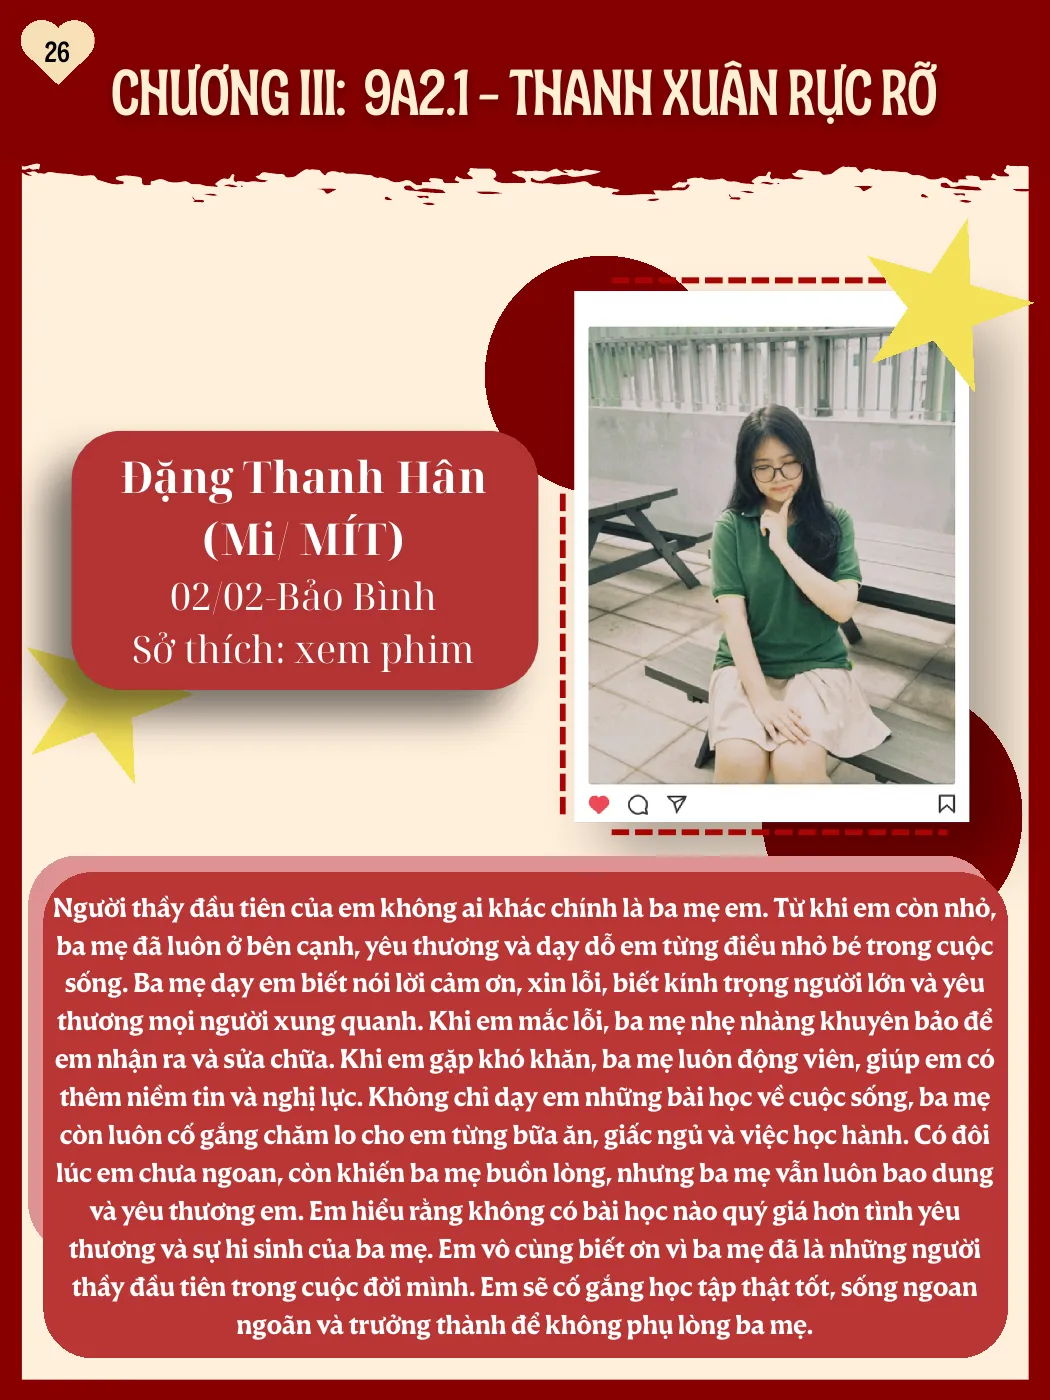 26
CHƯƠNG III: 9A2.1 - THANH XUÂN RỰC RỠ
Đặng Thanh Hân
(Mi/ MÍT)
02/02-Bảo Bình
Sở thích: xem phim
Người thầy đầu tiên của em không ai khác chính là ba mẹ em. Từ khi em còn nhỏ,
ba mẹ đã luôn ở bên cạnh, yêu thương và dạy dỗ em từng điều nhỏ bé trong cuộc
sống. Ba mẹ dạy em biết nói lời cảm ơn, xin lỗi, biết kính trọng người lớn và yêu
thương mọi người xung quanh. Khi em mắc lỗi, ba mẹ nhẹ nhàng khuyên bảo để
em nhận ra và sửa chữa. Khi em gặp khó khăn, ba mẹ luôn động viên, giúp em có
thêm niềm tin và nghị lực. Không chỉ dạy em những bài học về cuộc sống, ba mẹ
còn luôn cố gắng chăm lo cho em từng bữa ăn, giấc ngủ và việc học hành. Có đôi
lúc em chưa ngoan, còn khiến ba mẹ buồn lòng, nhưng ba mẹ vẫn luôn bao dung
và yêu thương em. Em hiểu rằng không có bài học nào quý giá hơn tình yêu
thương và sự hi sinh của ba mẹ. Em vô cùng biết ơn vì ba mẹ đã là những người
thầy đầu tiên trong cuộc đời mình. Em sẽ cố gắng học tập thật tốt, sống ngoan
ngoãn và trưởng thành để không phụ lòng ba mẹ.